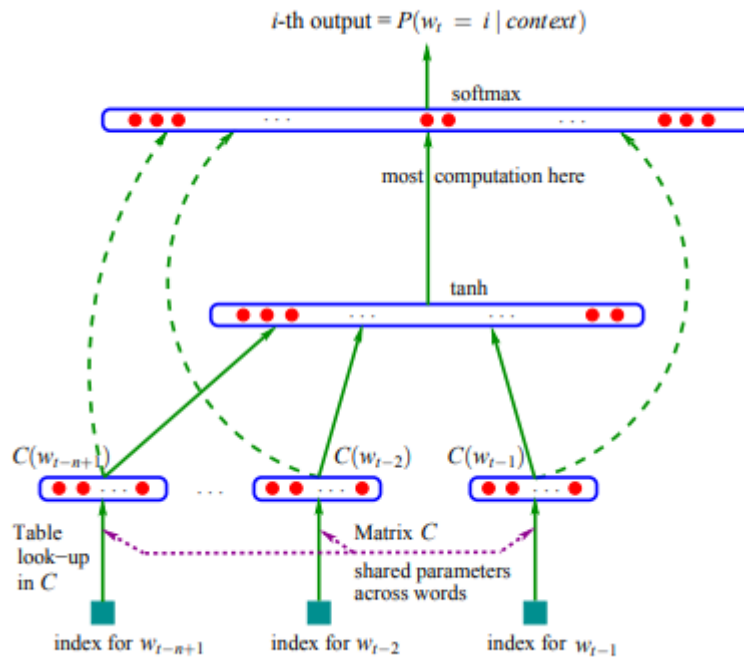 i-th output = P(w_t = i | context)
softmax
. . .
. . .
most computation here
tanh
. . .
. . .
C(w_{t−n+1})
C(w_{t−2})
C(w_{t−1})
. . .
. . .
. . .
. . .
Table
look−up
in C
Matrix C
shared parameters
across words
index for w_{t−n+1}
index for w_{t−2}
index for w_{t−1}